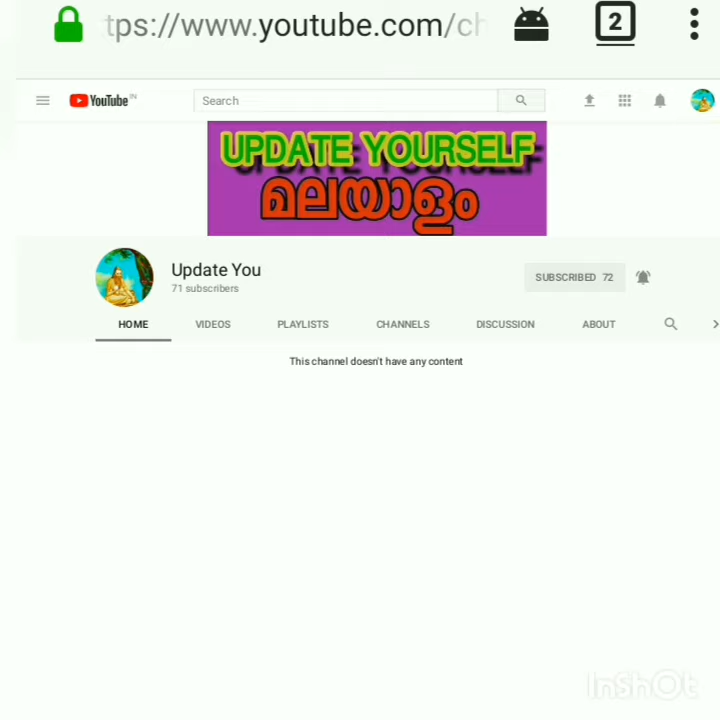 tps://www.youtube.com/ch
2
YouTube IN
Search
UPDATE YOURSELF
മലയാളം
Update You
71 subscribers
SUBSCRIBED 72
HOME VIDEOS PLAYLISTS CHANNELS DISCUSSION ABOUT
This channel doesn't have any content
InShOt